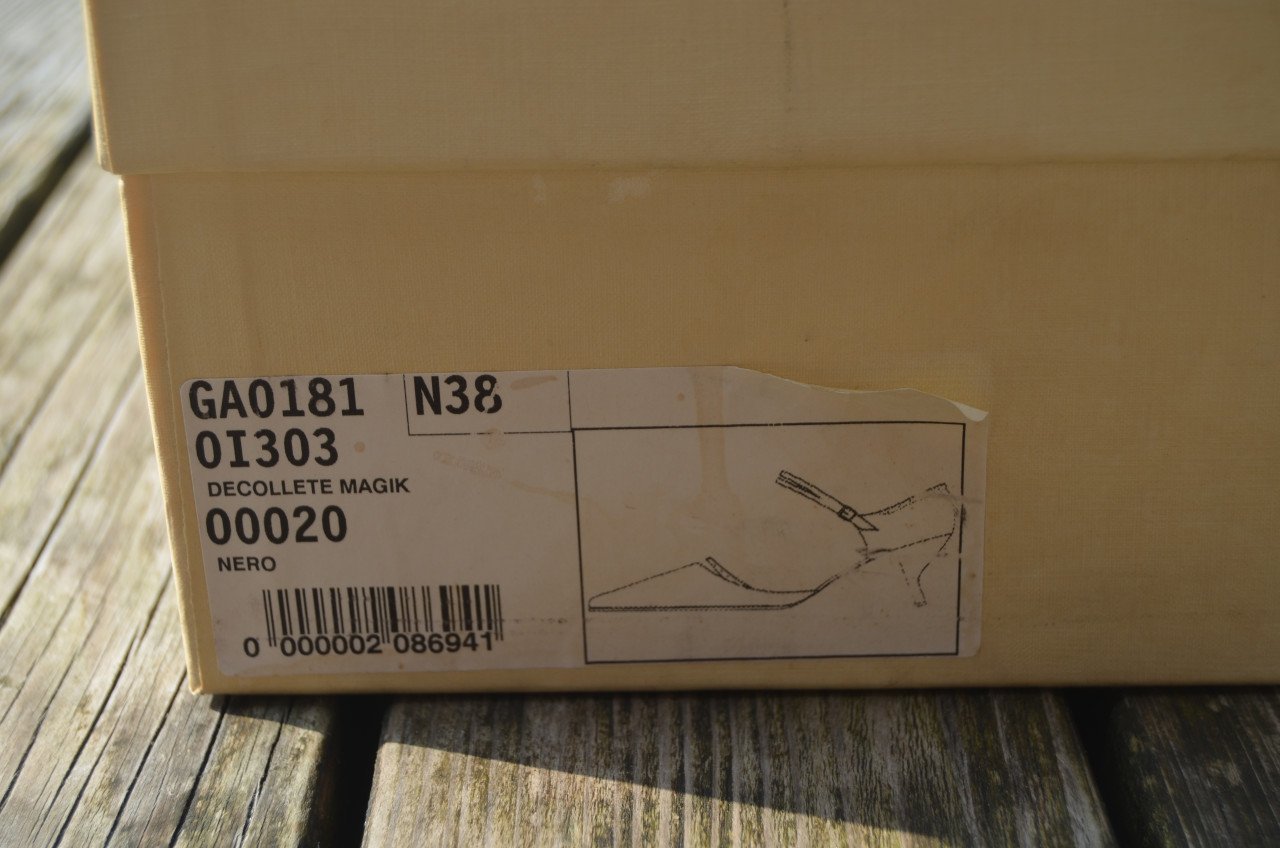 GA0181 N38
0I303
DECOLLETE MAGIK
00020
NERO
0 000002 086941